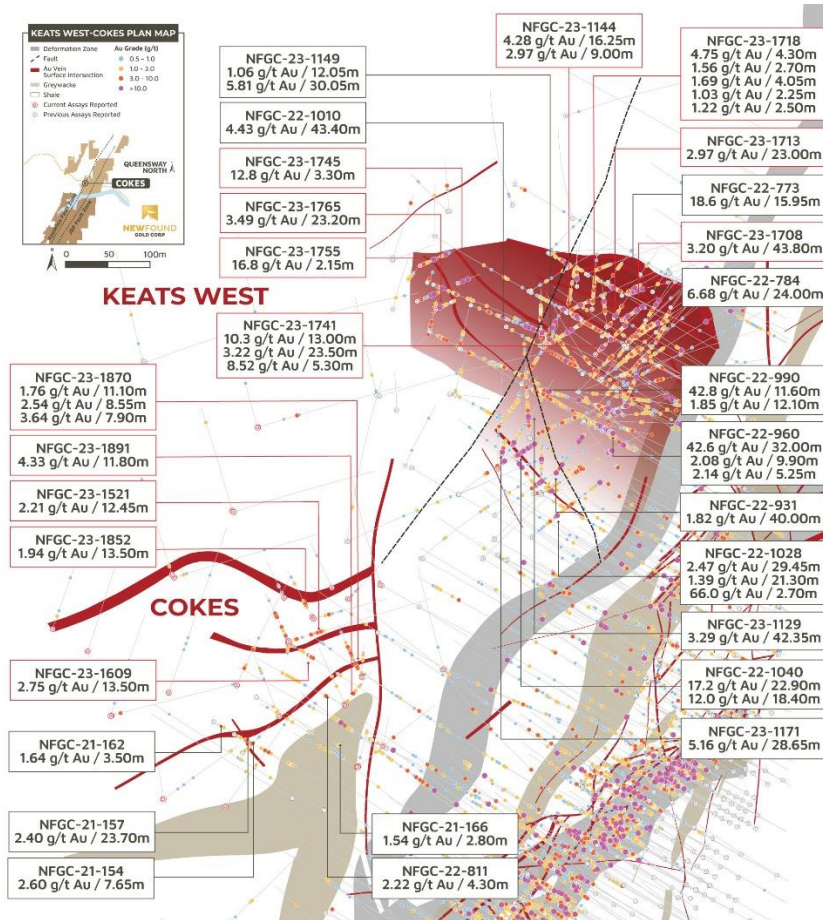 KEATS WEST-COKES PLAN MAP
Deformation Zone
Fault
Au Vein
Surface Intersection
Greywacke
Shale
Current Assays Reported
Previous Assays Reported
Au Grade (g/t)
0.5 - 1.0
1.0 - 3.0
3.0 - 10.0
>10.0
QUEENSWAY
NORTH
COKES
NEWFOUND
GOLD CORP
0 50 100m
NFGC-23-1149
1.06 g/t Au / 12.05m
5.81 g/t Au / 30.05m
NFGC-22-1010
4.43 g/t Au / 43.40m
NFGC-23-1745
12.8 g/t Au / 3.30m
NFGC-23-1765
3.49 g/t Au / 23.20m
NFGC-23-1755
16.8 g/t Au / 2.15m
NFGC-23-1144
4.28 g/t Au / 16.25m
2.97 g/t Au / 9.00m
NFGC-23-1718
4.75 g/t Au / 4.30m
1.56 g/t Au / 2.70m
1.69 g/t Au / 4.05m
1.03 g/t Au / 2.25m
1.22 g/t Au / 2.50m
NFGC-23-1713
2.97 g/t Au / 23.00m
NFGC-22-773
18.6 g/t Au / 15.95m
NFGC-23-1708
3.20 g/t Au / 43.80m
NFGC-22-784
6.68 g/t Au / 24.00m
KEATS WEST
NFGC-23-1741
10.3 g/t Au / 13.00m
3.22 g/t Au / 23.50m
8.52 g/t Au / 5.30m
NFGC-23-1870
1.76 g/t Au / 11.10m
2.54 g/t Au / 8.55m
3.64 g/t Au / 7.90m
NFGC-23-1891
4.33 g/t Au / 11.80m
NFGC-23-1521
2.21 g/t Au / 12.45m
NFGC-23-1852
1.94 g/t Au / 13.50m
COKES
NFGC-23-1609
2.75 g/t Au / 13.50m
NFGC-21-162
1.64 g/t Au / 3.50m
NFGC-21-157
2.40 g/t Au / 23.70m
NFGC-21-154
2.60 g/t Au / 7.65m
NFGC-21-166
1.54 g/t Au / 2.80m
NFGC-22-811
2.22 g/t Au / 4.30m
NFGC-22-990
42.8 g/t Au / 11.60m
1.85 g/t Au / 12.10m
NFGC-22-960
42.6 g/t Au / 32.00m
2.08 g/t Au / 9.90m
2.14 g/t Au / 5.25m
NFGC-22-931
1.82 g/t Au / 40.00m
NFGC-22-1028
2.47 g/t Au / 29.45m
1.39 g/t Au / 21.30m
66.0 g/t Au / 2.70m
NFGC-23-1129
3.29 g/t Au / 42.35m
NFGC-22-1040
17.2 g/t Au / 22.90m
12.0 g/t Au / 18.40m
NFGC-23-1171
5.16 g/t Au / 28.65m